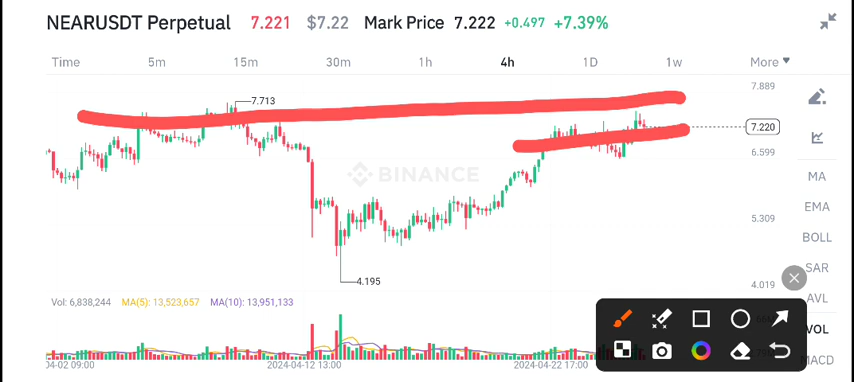 NEARUSDT Perpetual 7.221 $7.22 Mark Price 7.222 +0.497 +7.39%
Time 5m 15m 30m 1h 4h 1D 1w More
7.889
7.713
7.220
6.599
BINANCE
MA
EMA
5.309
BOLL
SAR
4.195
4.019
AVL
Vol: 6,838,244 MA(5): 13,523,657 MA(10): 13,951,133
VOL
MACD
04-02 09:00 2024-04-12 13:00 2024-04-22 17:00